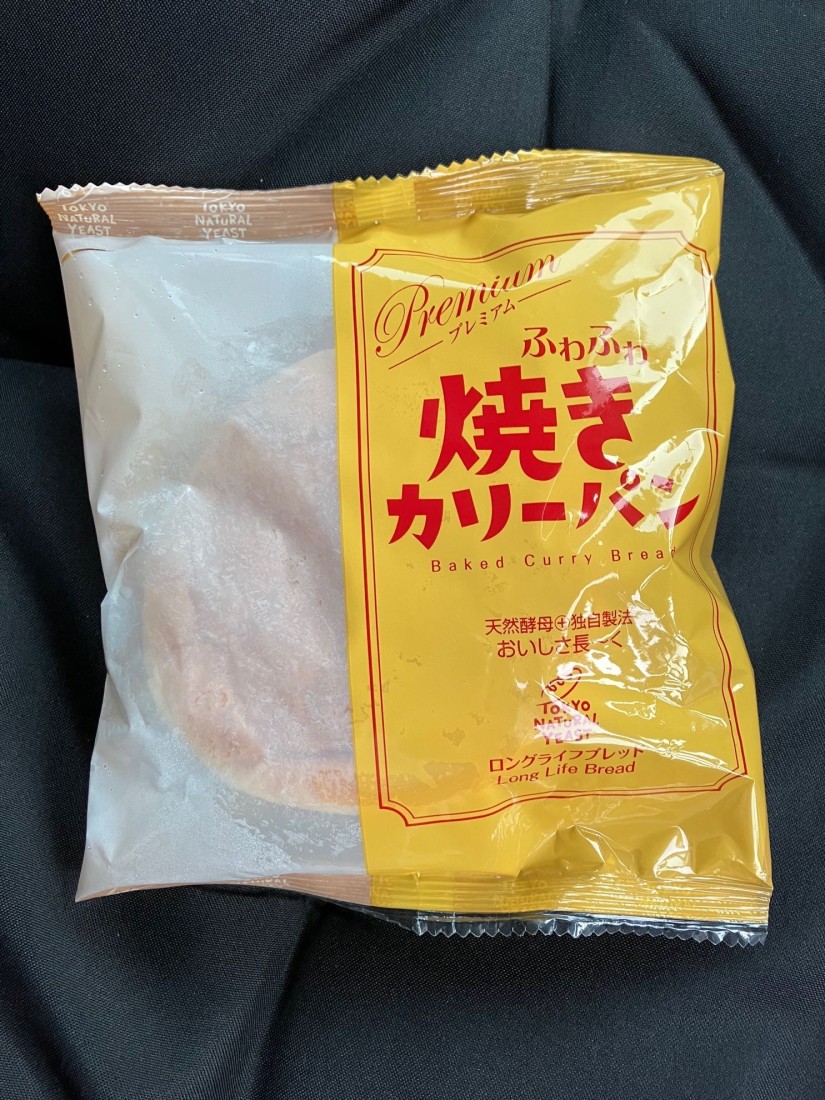 TOKYO
NATURAL
YEAST
TOKYO
NATURAL
YEAST
Premium
プレミアム
ふわふわ
焼き
カリーパン
Baked Curry Bread
天然酵母⊕独自製法
おいしさ長〜く
TOKYO
NATURAL
YEAST
ロングライフブレッド
Long Life Bread